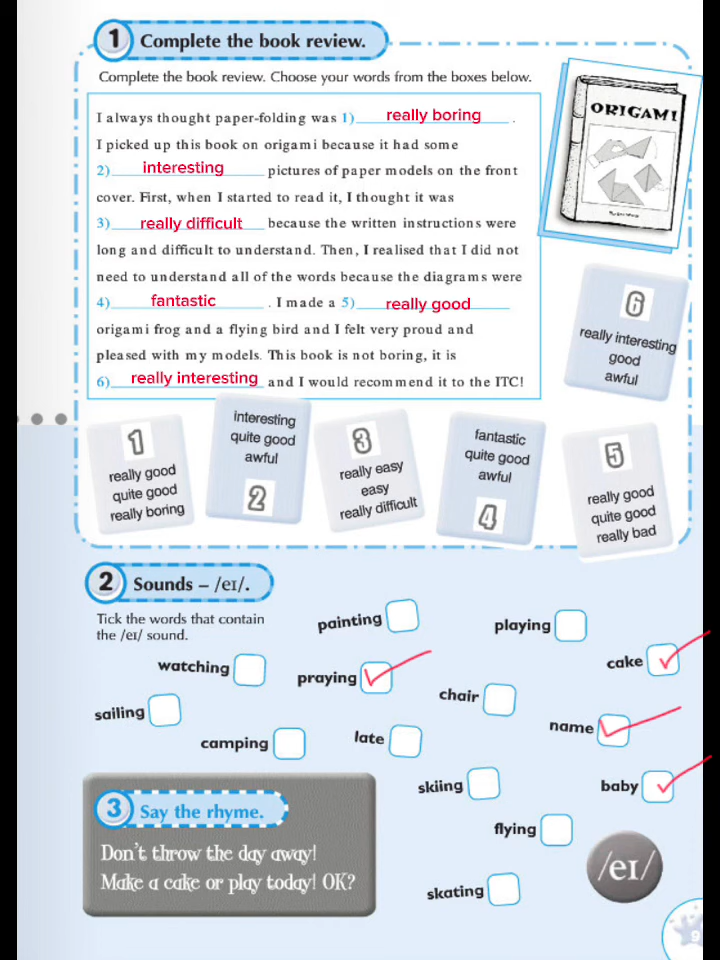 1 Complete the book review.
Complete the book review. Choose your words from the boxes below.
I always thought paper-folding was 1) really boring .
I picked up this book on origami because it had some
2) interesting pictures of paper models on the front
cover. First, when I started to read it, I thought it was
3) really difficult because the written instructions were
long and difficult to understand. Then, I realised that I did not
need to understand all of the words because the diagrams were
4) fantastic . I made a 5) really good
origami frog and a flying bird and I felt very proud and
pleased with my models. This book is not boring, it is
6) really interesting and I would recommend it to the ITC!
ORIGAMI
6
really interesting
good
awful
1
really good
quite good
really boring
interesting
quite good
awful
2
3
really easy
easy
really difficult
fantastic
quite good
awful
4
5
really good
quite good
really bad
2 Sounds – /eɪ/.
Tick the words that contain
the /eɪ/ sound.
painting
playing
watching
praying
cake
sailing
chair
camping
late
name
skiing
baby
flying
skating
/eɪ/
3 Say the rhyme.
Don't throw the day away!
Make a cake or play today! OK?
9